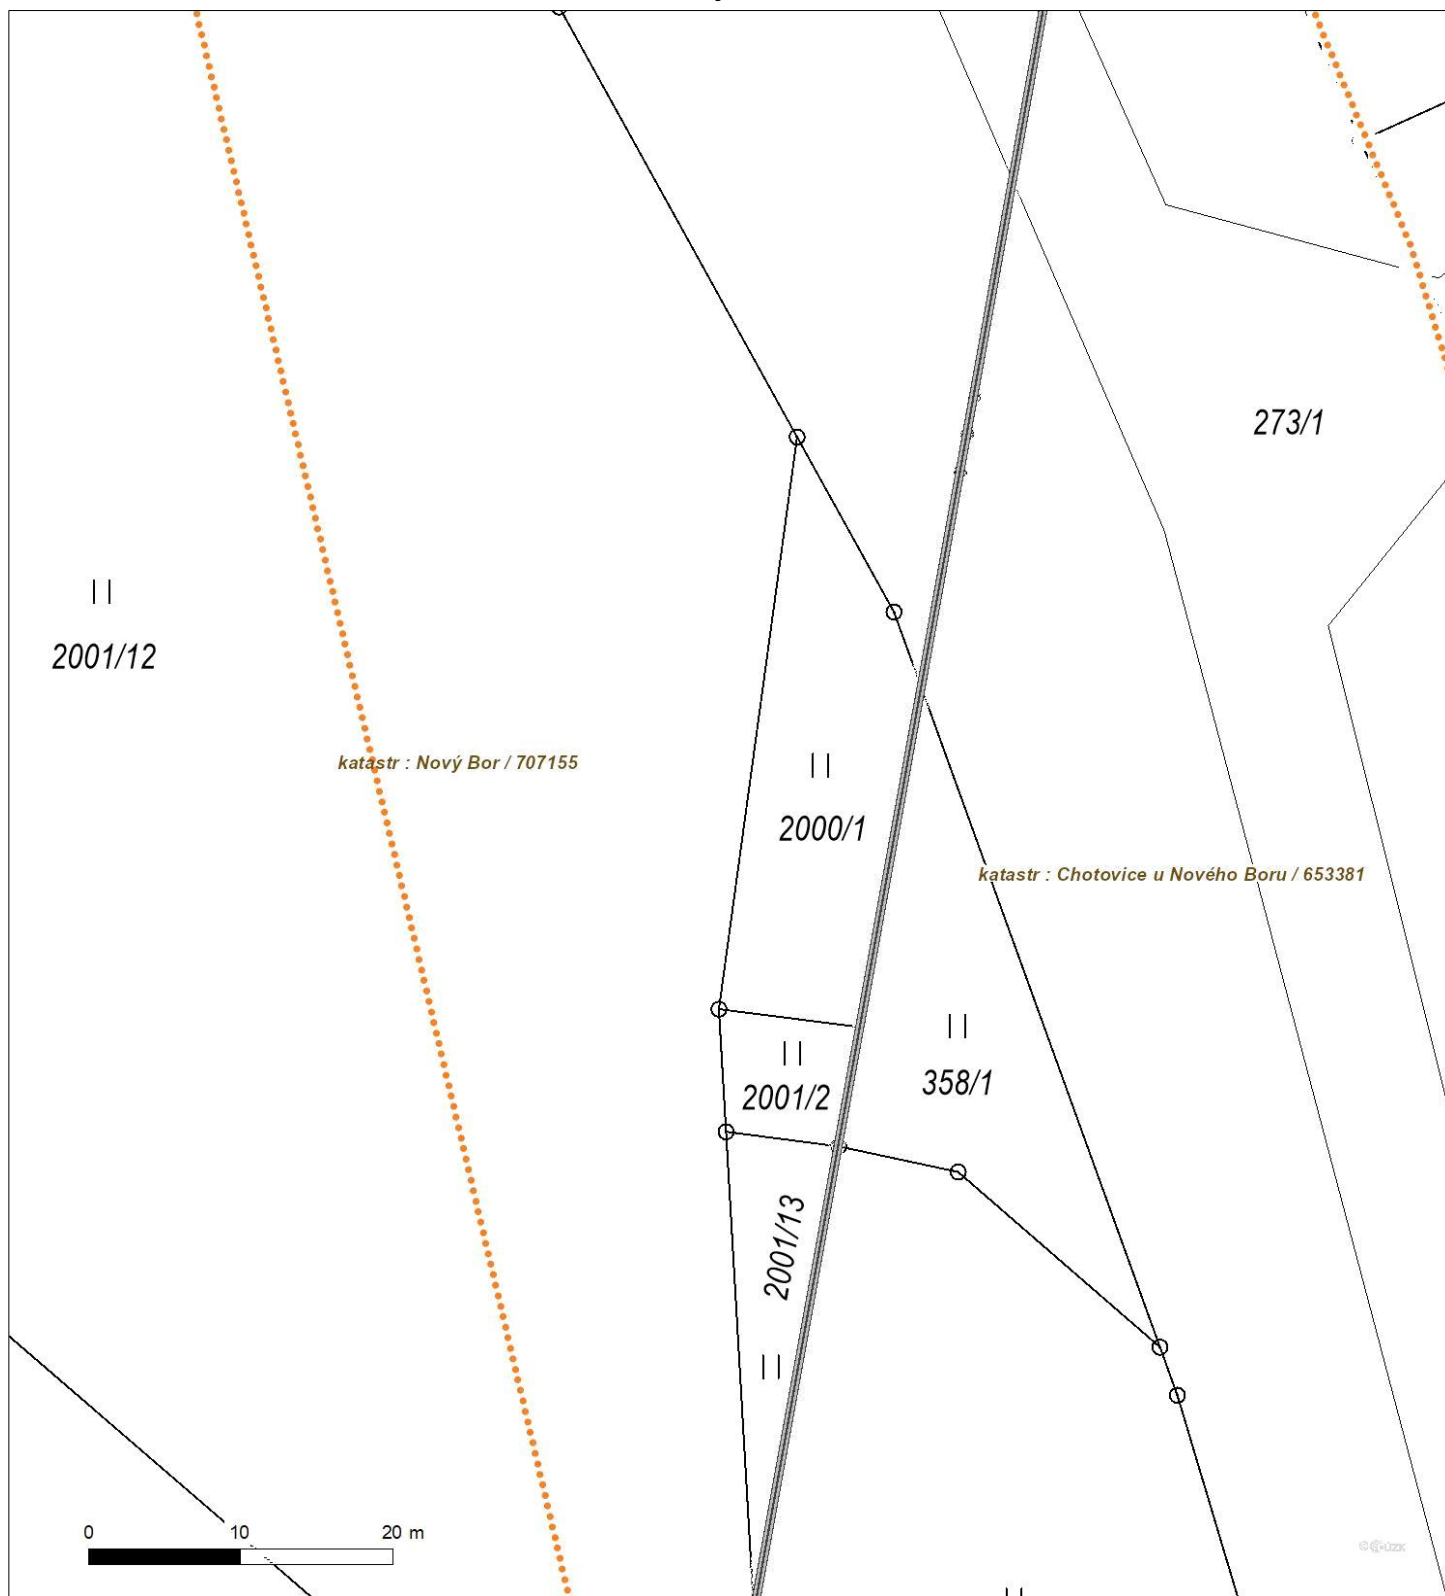 273/1
2001/12
katastr : Nový Bor / 707155
2000/1
katastr : Chotovice u Nového Boru / 653381
358/1
2001/2
2001/13
0 10 20 m
© ČÚZK